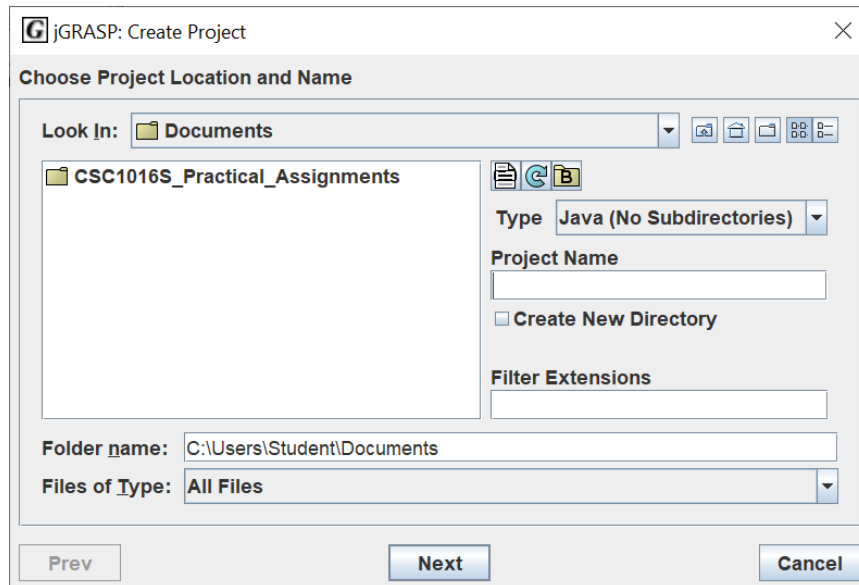 G jGRASP: Create Project
Choose Project Location and Name
Look In: Documents
CSC1016S_Practical_Assignments
B
Type Java (No Subdirectories)
Project Name
Create New Directory
Filter Extensions
Folder name: C:\Users\Student\Documents
Files of Type: All Files
Prev Next Cancel